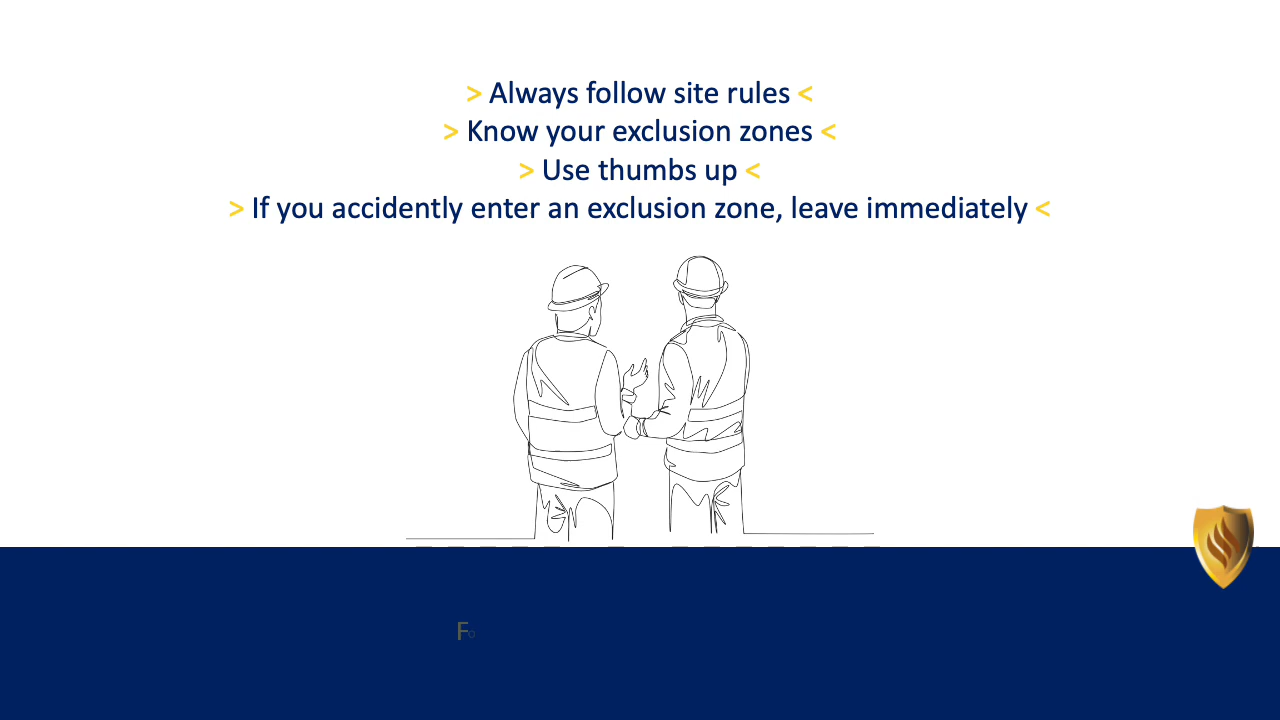 > Always follow site rules <
> Know your exclusion zones <
> Use thumbs up <
> If you accidently enter an exclusion zone, leave immediately <
Fo